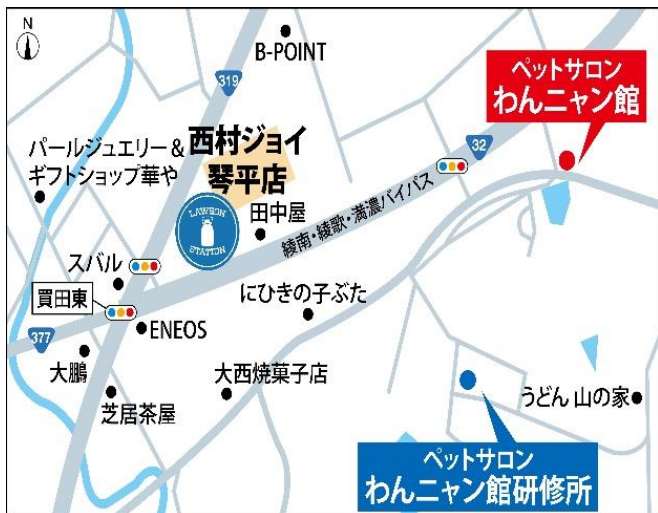 N
B-POINT
319
ペットサロン
わんニャン館
パールジュエリー＆
ギフトショップ華や
西村ジョイ
琴平店
32
LAWSON
STATION
田中屋
綾南・綾歌・満濃バイパス
スバル
買田東
にひきの子ぶた
ENEOS
377
大鵬
大西焼菓子店
芝居茶屋
うどん 山の家
ペットサロン
わんニャン館研修所